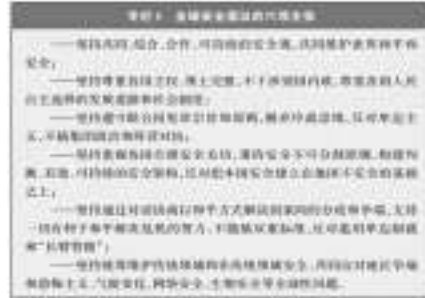 专栏3 全球安全倡议的六项主张
——坚持共同、综合、合作、可持续的安全观，共同维护世界和平和
安全；
——坚持尊重各国主权、领土完整，不干涉别国内政，尊重各国人民
自主选择的发展道路和社会制度；
——坚持遵守联合国宪章宗旨和原则，摒弃冷战思维，反对单边主
义，不搞集团政治和阵营对抗；
——坚持重视各国合理安全关切，秉持安全不可分割原则，构建均
衡、有效、可持续的安全架构，反对把本国安全建立在他国不安全的基础
之上；
——坚持通过对话协商以和平方式解决国家间的分歧和争端，支持
一切有利于和平解决危机的努力，不能搞双重标准，反对滥用单边制裁
和“长臂管辖”；
——坚持统筹维护传统领域和非传统领域安全，共同应对地区争端
和恐怖主义、气候变化、网络安全、生物安全等全球性问题。